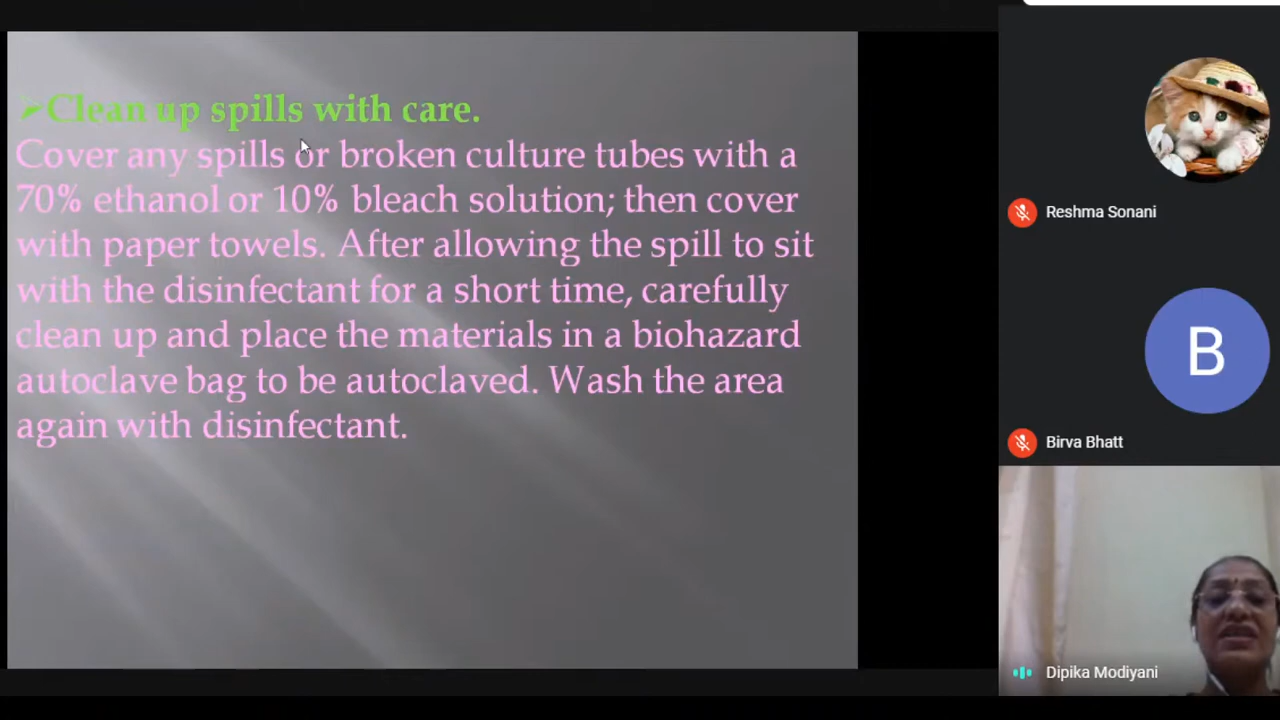 Clean up spills with care.
Cover any spills or broken culture tubes with a
70% ethanol or 10% bleach solution; then cover
with paper towels. After allowing the spill to sit
with the disinfectant for a short time, carefully
clean up and place the materials in a biohazard
autoclave bag to be autoclaved. Wash the area
again with disinfectant.
Reshma Sonani
B
Birva Bhatt
Dipika Modiyani